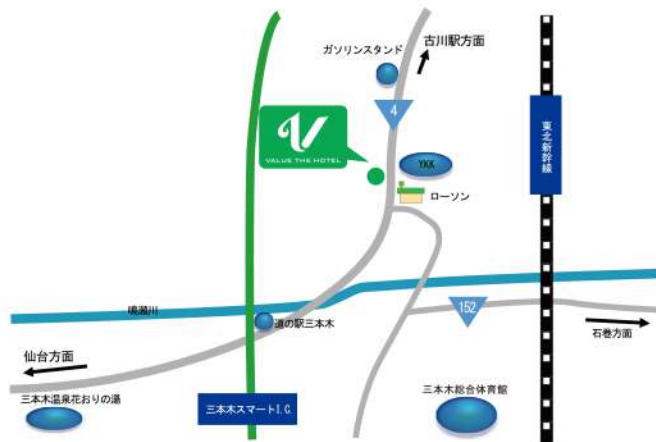 古川駅方面
ガソリンスタンド
4
東北新幹線
V
VALUE THE HOTEL
YKK
ローソン
鳴瀬川
152
道の駅三本木
石巻方面
仙台方面
三本木温泉花おりの湯
三本木スマートI.C.
三本木総合体育館